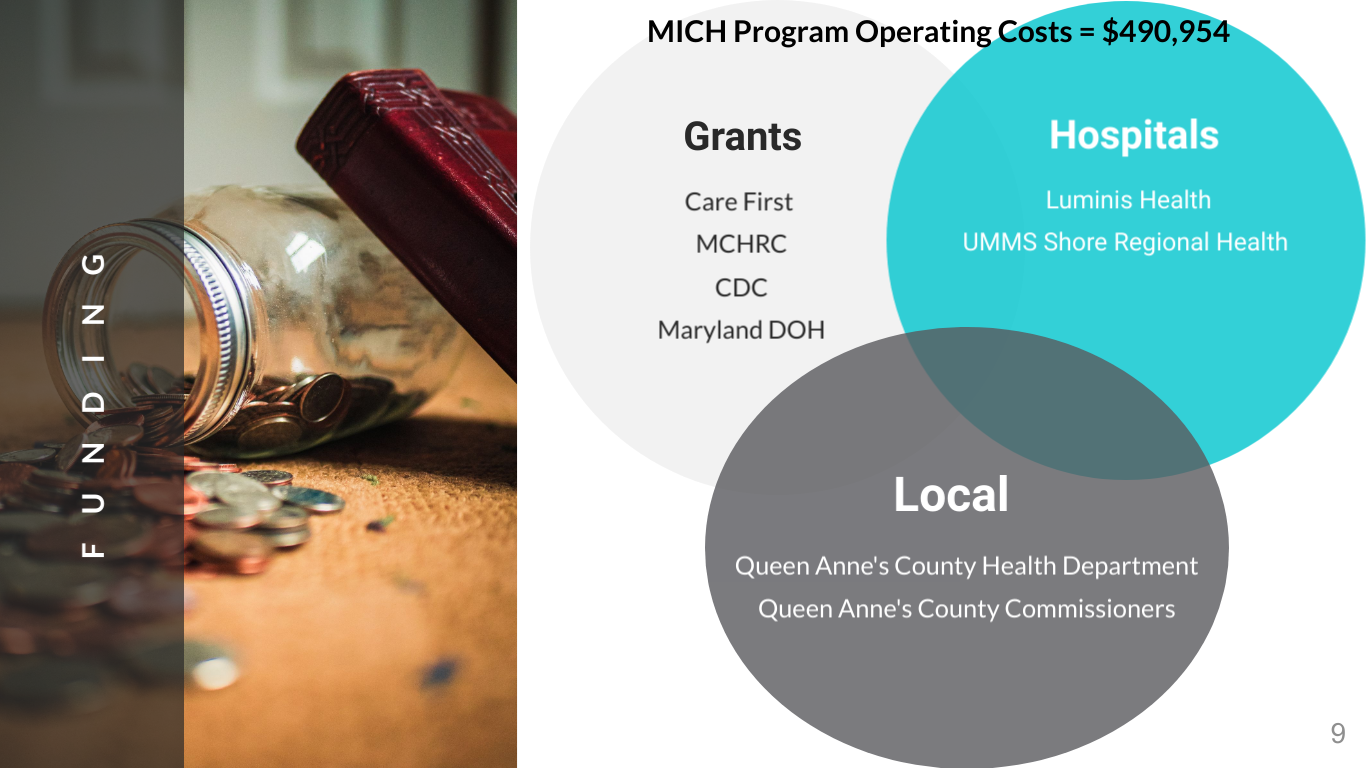 FUNDING
MICH Program Operating Costs = $490,954
Grants
Care First
MCHRC
CDC
Maryland DOH
Hospitals
Luminis Health
UMMS Shore Regional Health
Local
Queen Anne's County Health Department
Queen Anne's County Commissioners
9